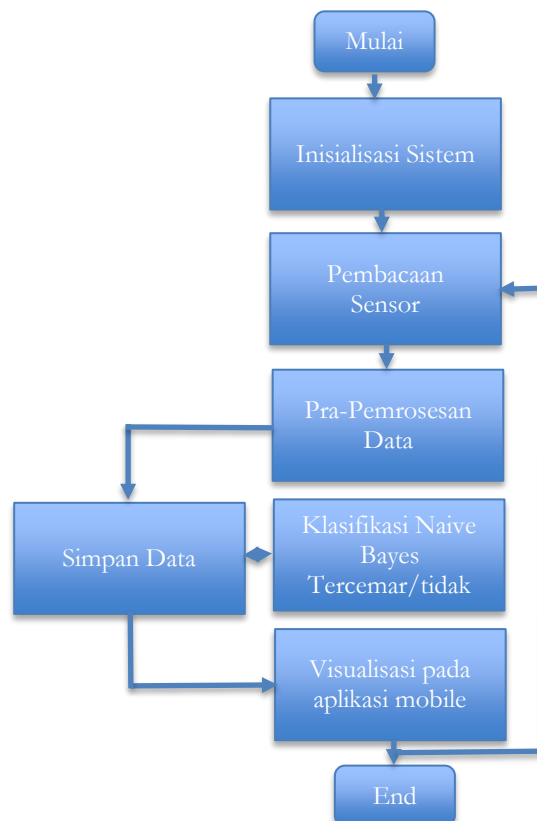 Mulai
Inisialisasi Sistem
Pembacaan
Sensor
Pra-Pemrosesan
Data
Simpan Data
Klasifikasi Naive
Bayes
Tercemar/tidak
Visualisasi pada
aplikasi mobile
End